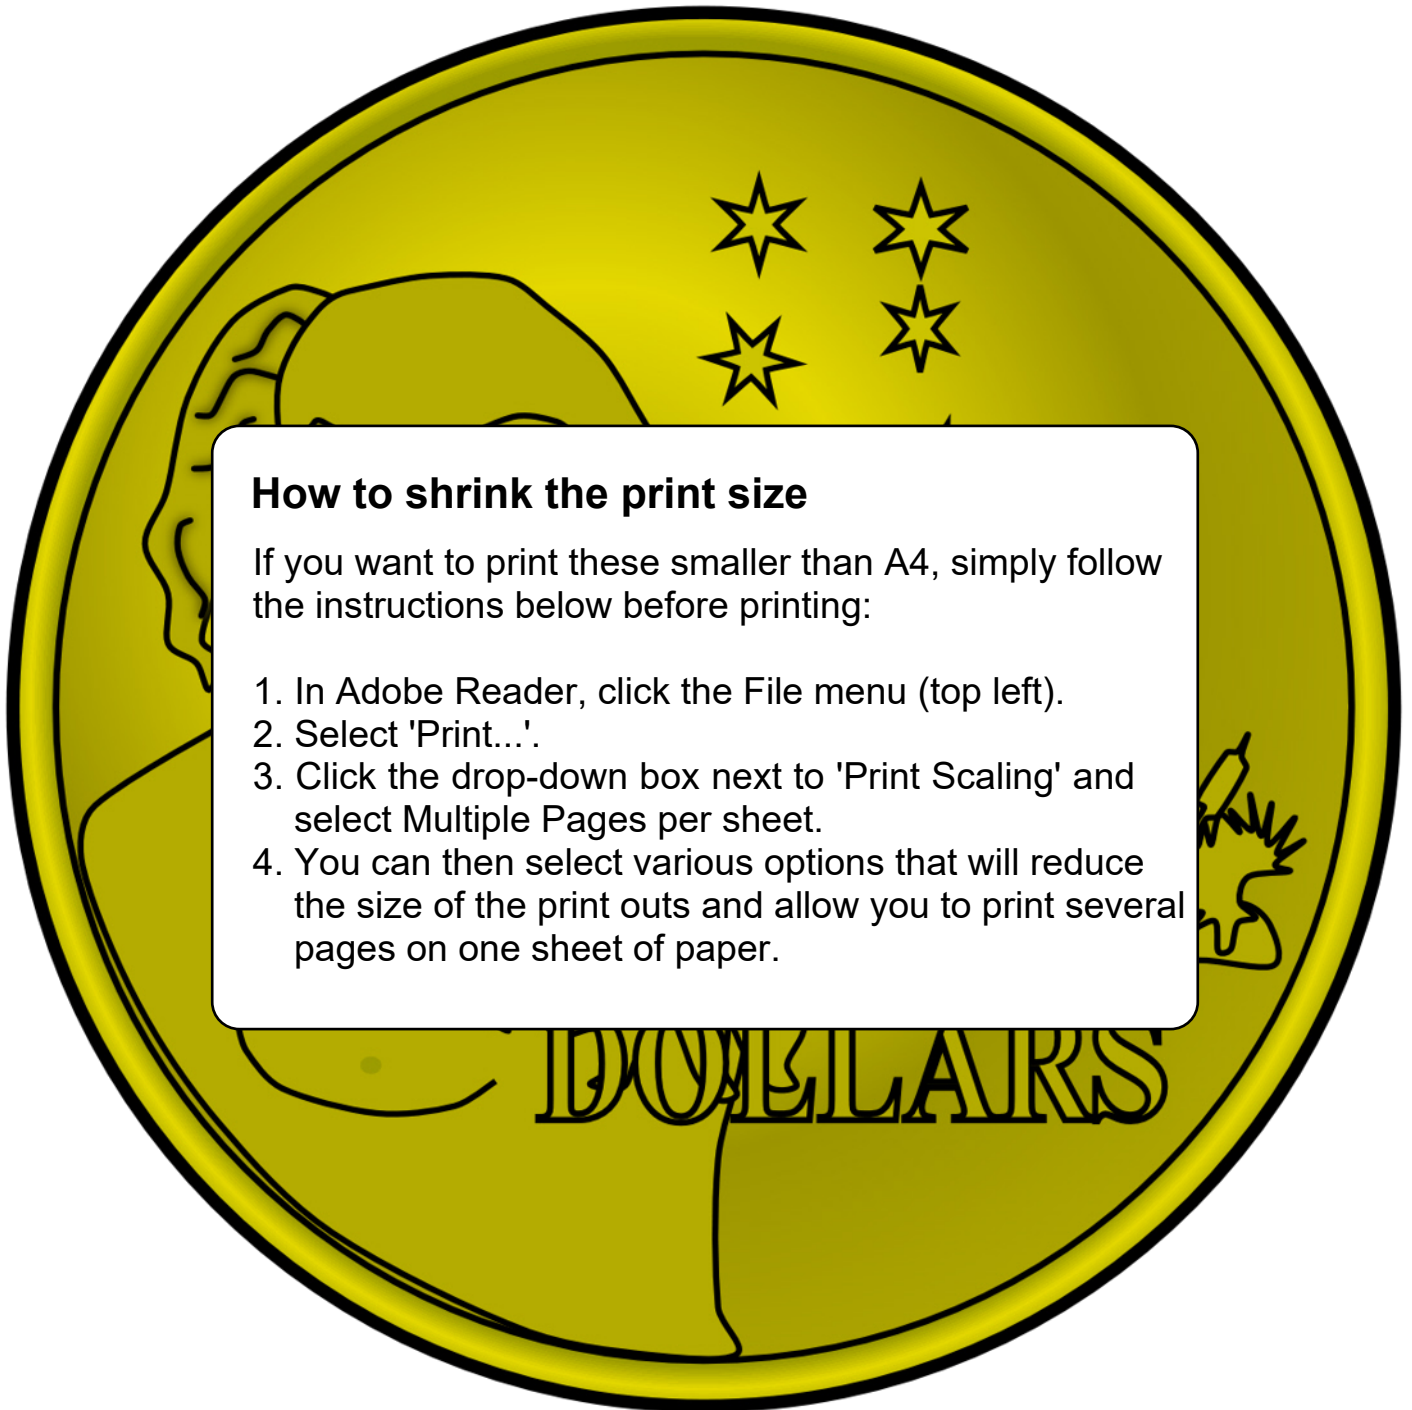 How to shrink the print size
If you want to print these smaller than A4, simply follow
the instructions below before printing:
1. In Adobe Reader, click the File menu (top left).
2. Select 'Print...'.
3. Click the drop-down box next to 'Print Scaling' and
select Multiple Pages per sheet.
4. You can then select various options that will reduce
the size of the print outs and allow you to print several
pages on one sheet of paper.
DOLLARS